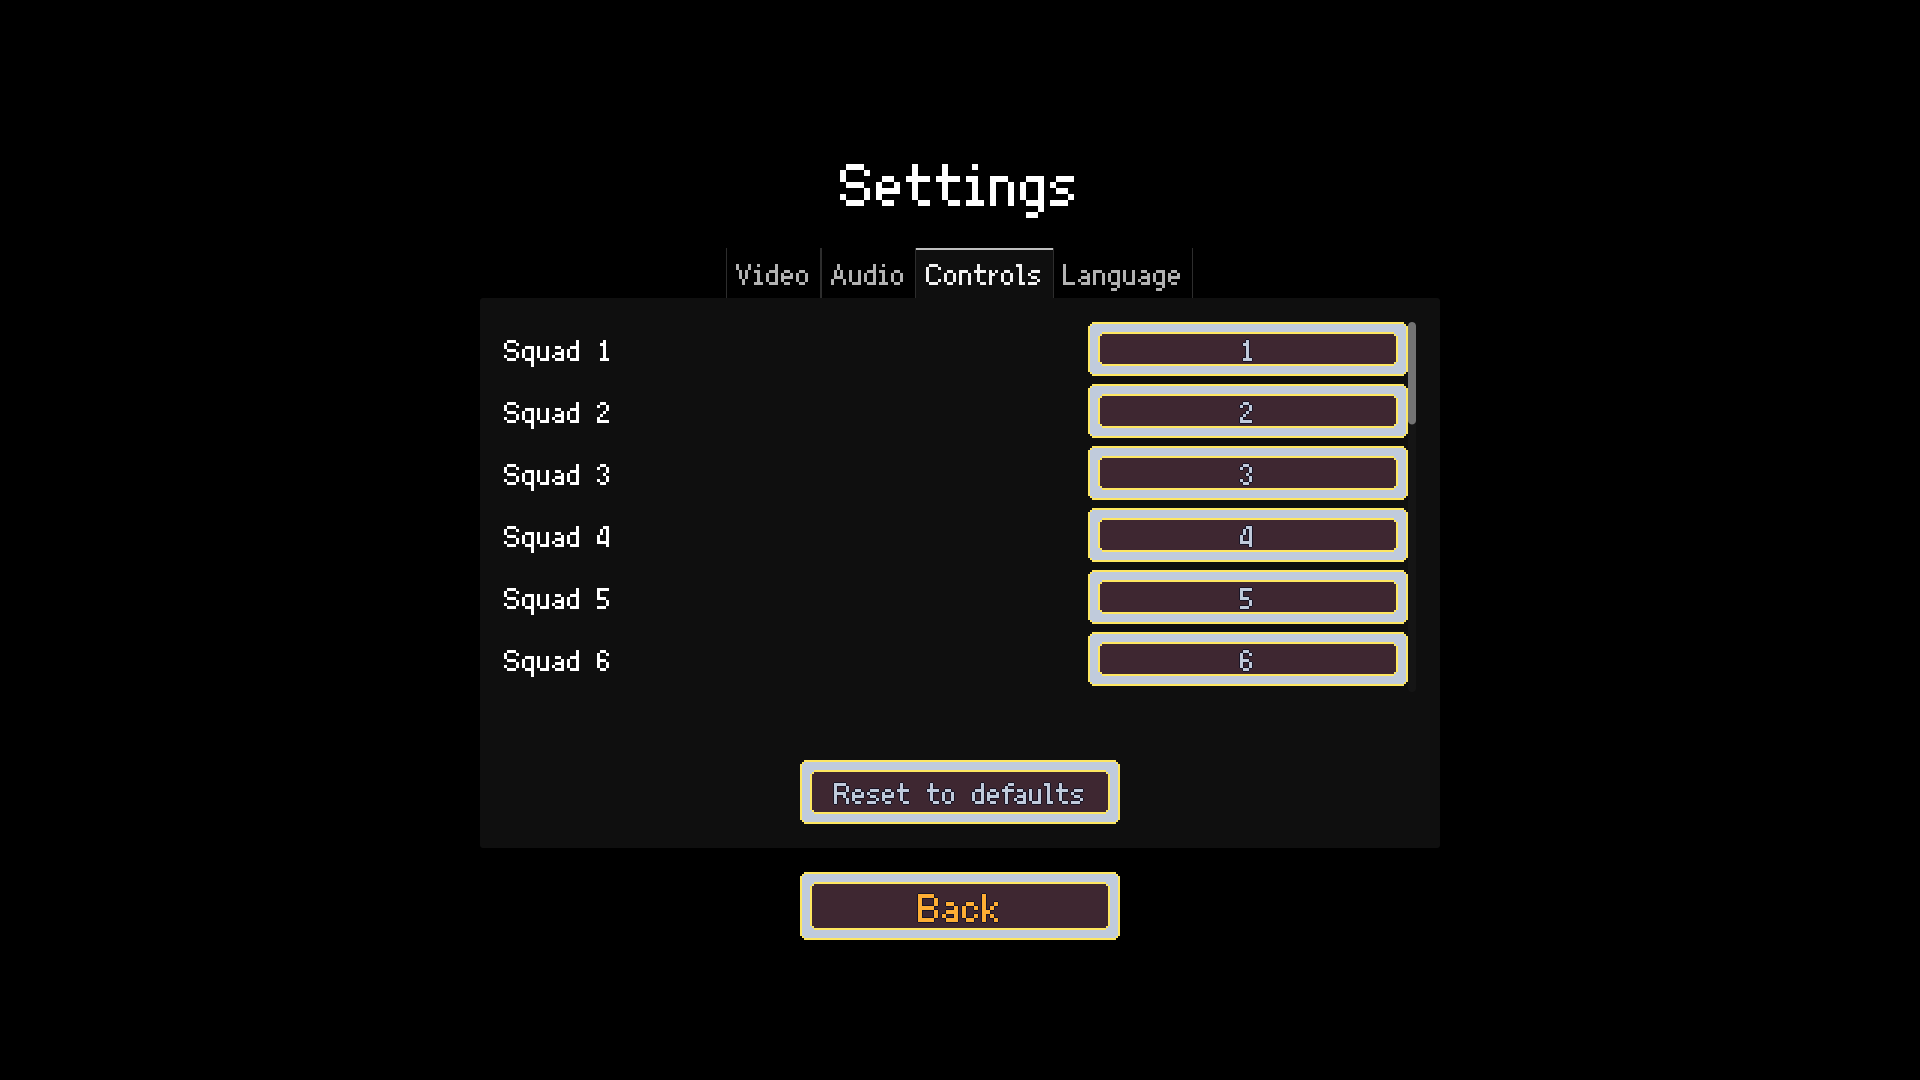 Settings
Video Audio Controls Language
Squad 1 1
Squad 2 2
Squad 3 3
Squad 4 4
Squad 5 5
Squad 6 6
Reset to defaults
Back